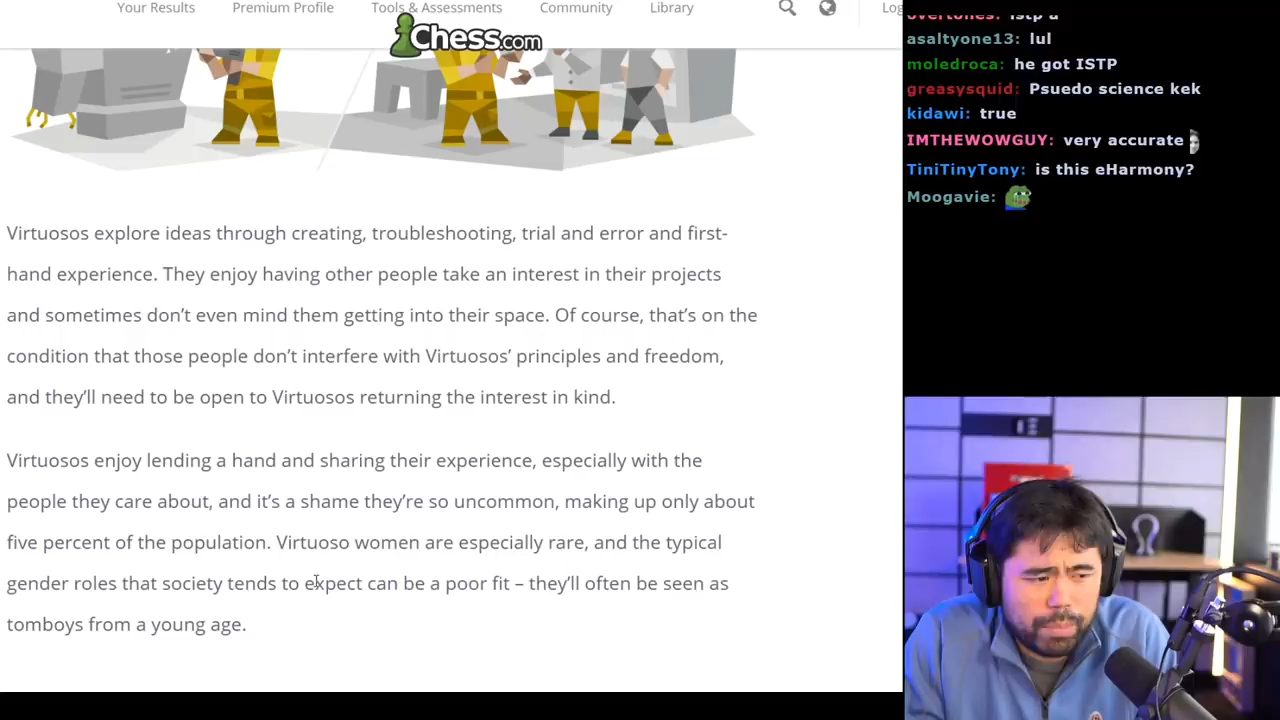 Your Results
Premium Profile
Tools & Assessments
Community
Library
Log
Chess.com
Virtuosos explore ideas through creating, troubleshooting, trial and error and first-
hand experience. They enjoy having other people take an interest in their projects
and sometimes don’t even mind them getting into their space. Of course, that’s on the
condition that those people don’t interfere with Virtuosos’ principles and freedom,
and they’ll need to be open to Virtuosos returning the interest in kind.
Virtuosos enjoy lending a hand and sharing their experience, especially with the
people they care about, and it’s a shame they’re so uncommon, making up only about
five percent of the population. Virtuoso women are especially rare, and the typical
gender roles that society tends to expect can be a poor fit – they’ll often be seen as
tomboys from a young age.
overtones: istp a
asaltyone13: lul
moledroca: he got ISTP
greasysquid: Psuedo science kek
kidawi: true
IMTHEWOWGUY: very accurate
TiniTinyTony: is this eHarmony?
Moogavie: